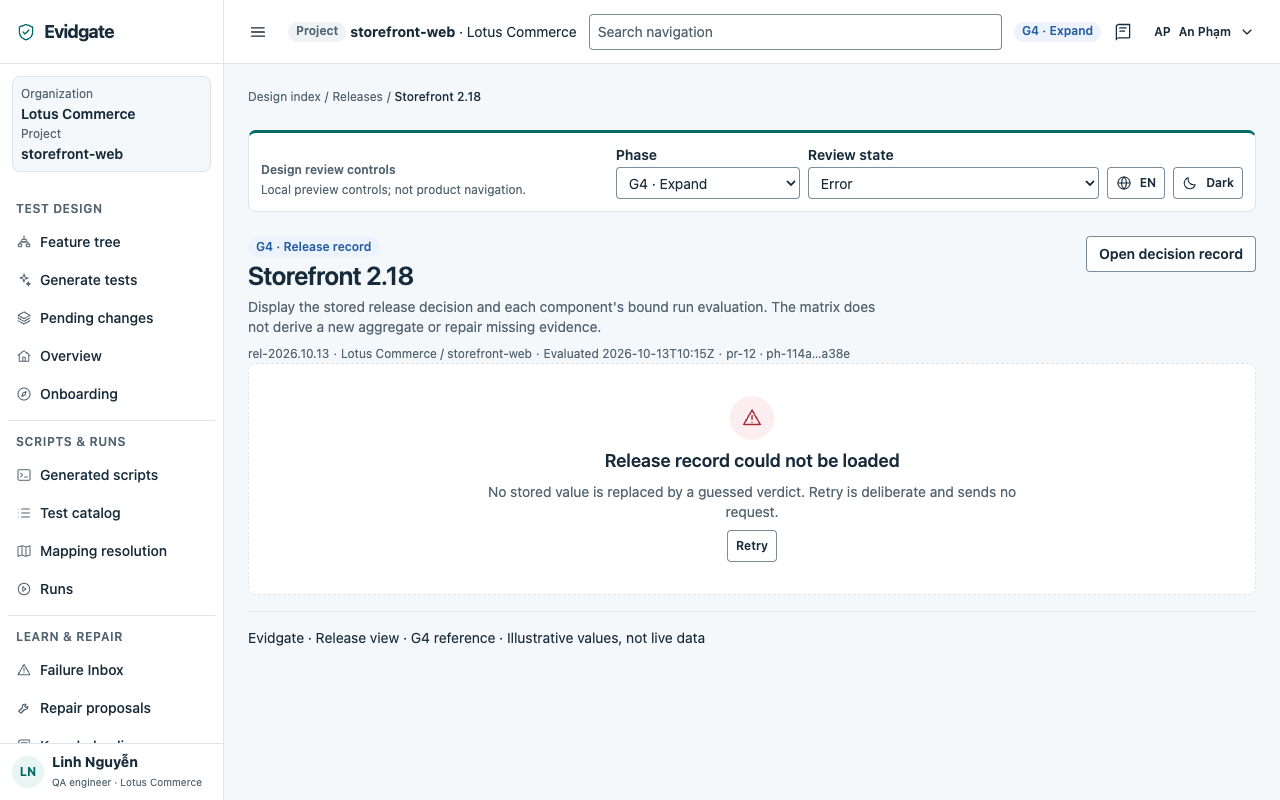 Evidgate
Project storefront-web · Lotus Commerce
Search navigation
G4 · Expand
AP An Phạm
Organization
Lotus Commerce
Project
storefront-web
TEST DESIGN
Feature tree
Generate tests
Pending changes
Overview
Onboarding
SCRIPTS & RUNS
Generated scripts
Test catalog
Mapping resolution
Runs
LEARN & REPAIR
Failure Inbox
Repair proposals
LN
Linh Nguyễn
QA engineer · Lotus Commerce
Design index / Releases / Storefront 2.18
Design review controls
Local preview controls; not product navigation.
Phase
G4 · Expand
Review state
Error
EN
Dark
G4 · Release record
Storefront 2.18
Open decision record
Display the stored release decision and each component's bound run evaluation. The matrix does
not derive a new aggregate or repair missing evidence.
rel-2026.10.13 · Lotus Commerce / storefront-web · Evaluated 2026-10-13T10:15Z · pr-12 · ph-114a…a38e
Release record could not be loaded
No stored value is replaced by a guessed verdict. Retry is deliberate and sends no
request.
Retry
Evidgate · Release view · G4 reference · Illustrative values, not live data